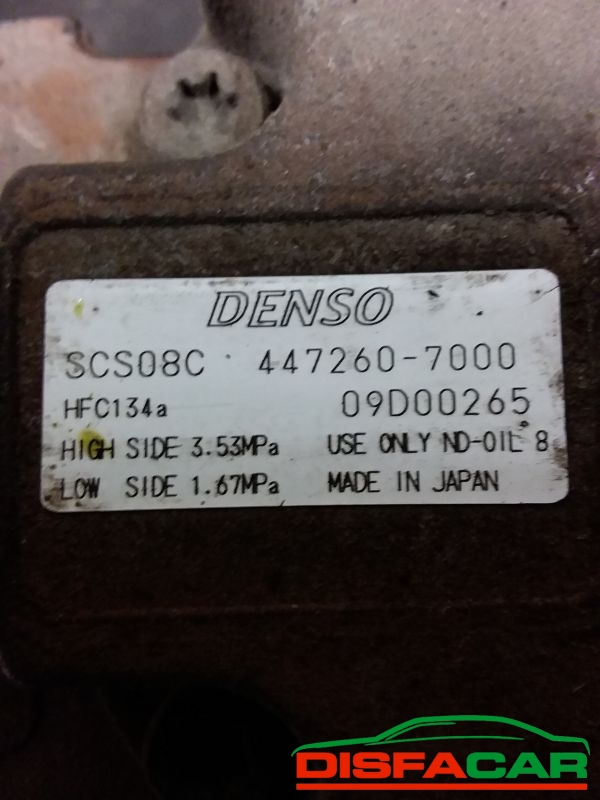 DENSO
SCS08C 447260-7000
HFC134a 09D00265
HIGH SIDE 3.53MPa USE ONLY ND-OIL 8
LOW SIDE 1.67MPa MADE IN JAPAN
DISFACAR